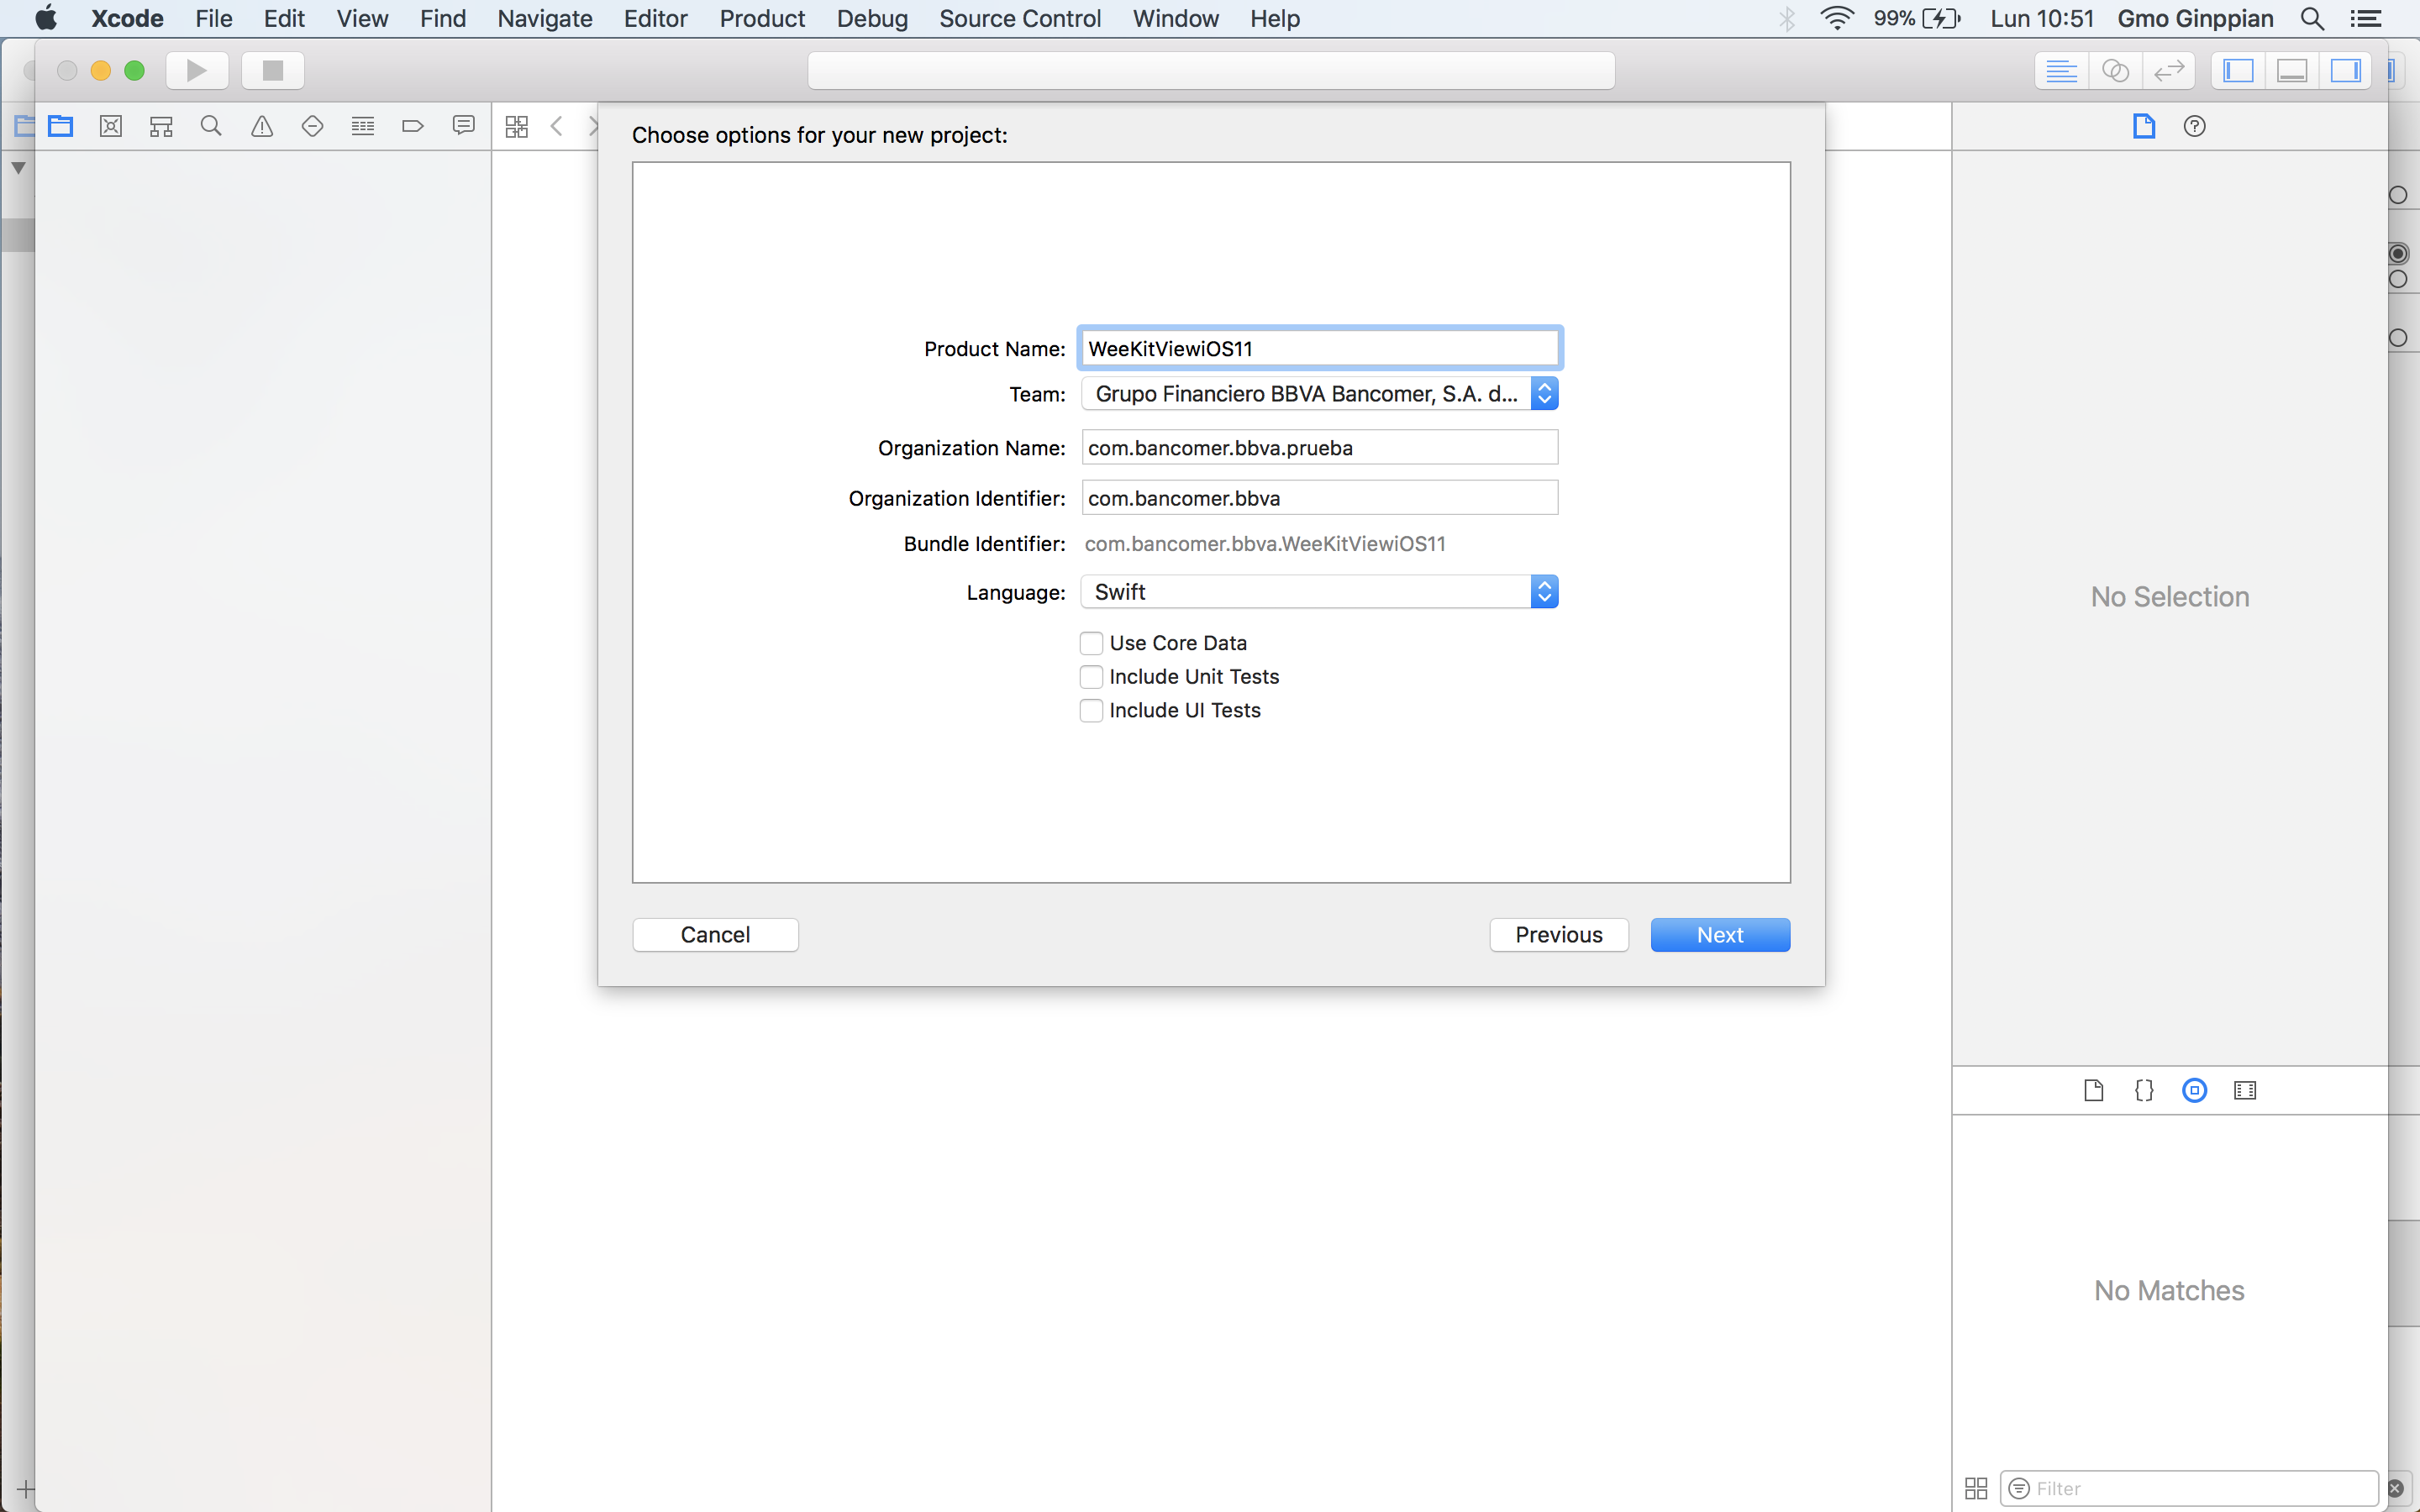 Xcode File Edit View Find Navigate Editor Product Debug Source Control Window Help 99% Lun 10:51 Gmo Ginppian
Choose options for your new project:
Product Name: WeeKitViewiOS11
Team: Grupo Financiero BBVA Bancomer, S.A. d...
Organization Name: com.bancomer.bbva.prueba
Organization Identifier: com.bancomer.bbva
Bundle Identifier: com.bancomer.bbva.WeeKitViewiOS11
Language: Swift
Use Core Data
Include Unit Tests
Include UI Tests
Cancel Previous Next
No Selection
No Matches
Filter